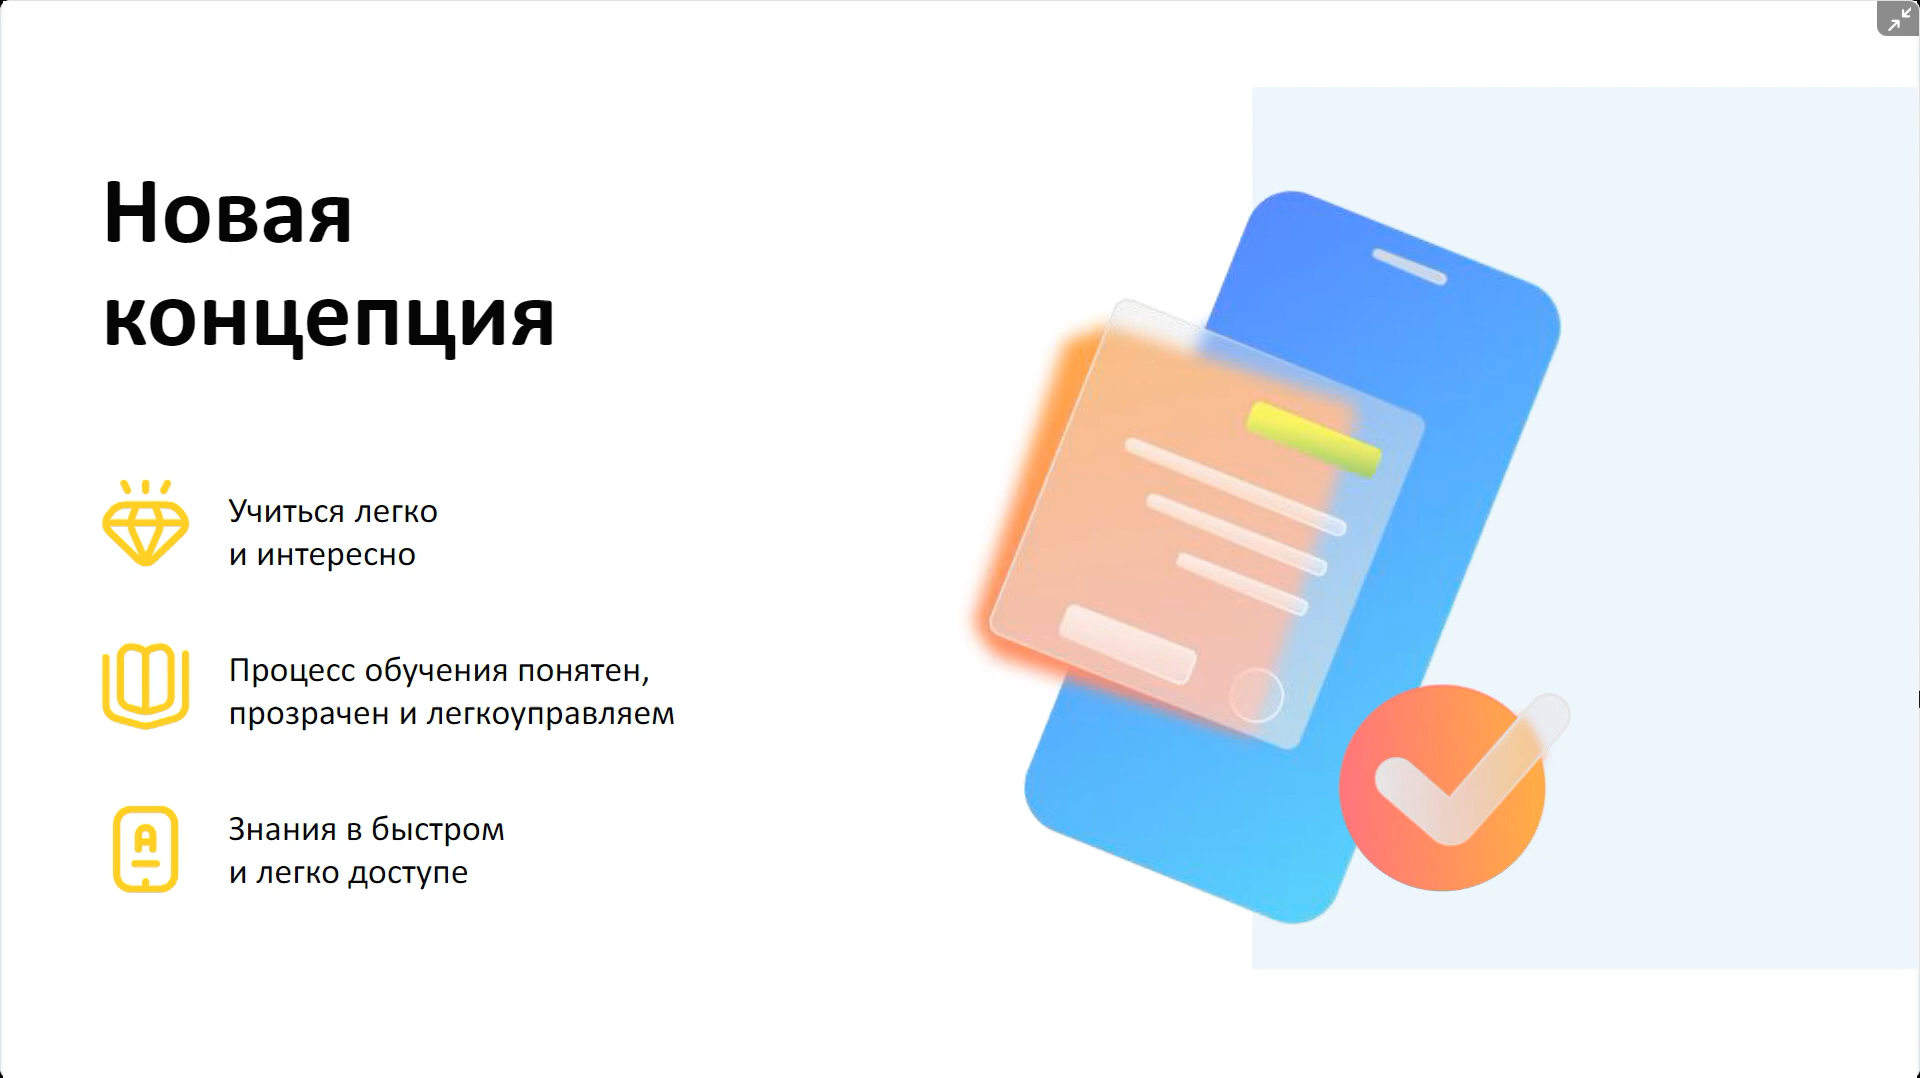 Новая
концепция
Учиться легко
и интересно
Процесс обучения понятен,
прозрачен и легкоуправляем
А
Знания в быстром
и легко доступе